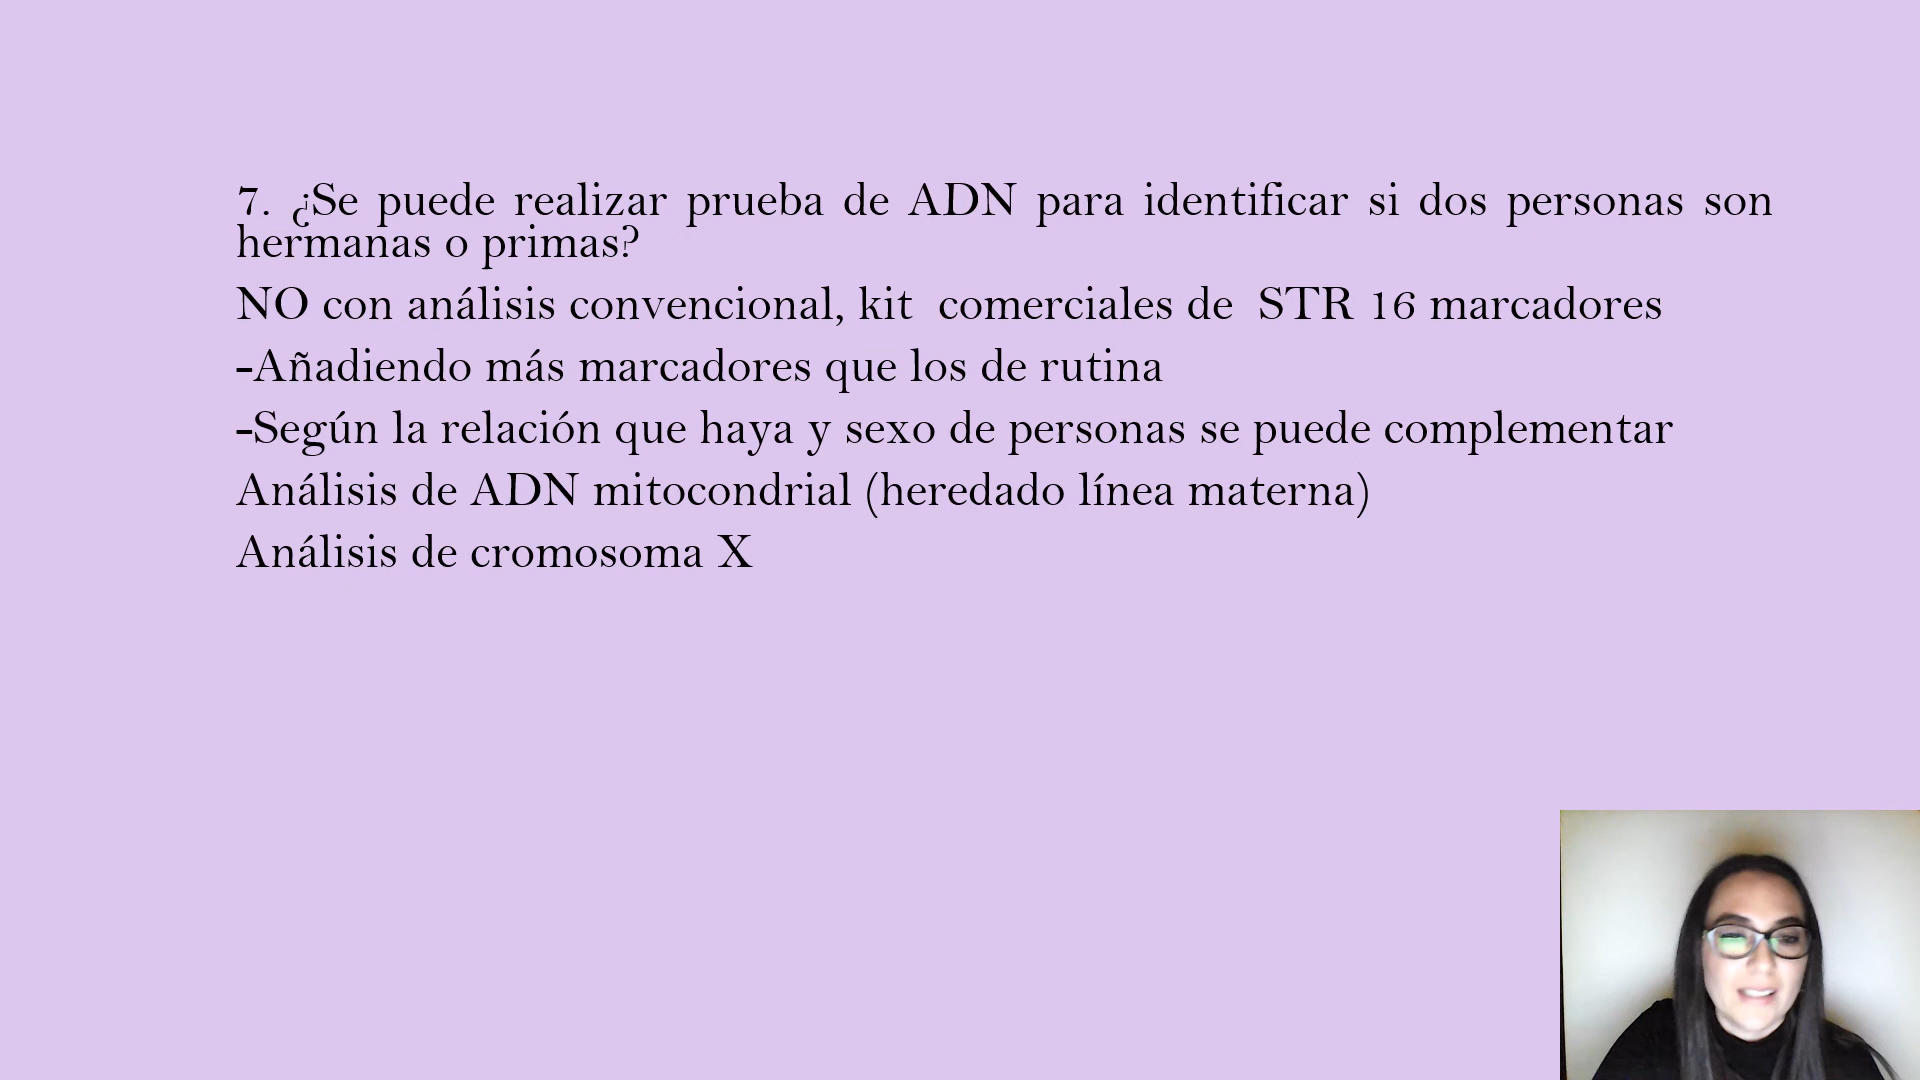 7. ¿Se puede realizar prueba de ADN para identificar si dos personas son
hermanas o primas?
NO con análisis convencional, kit comerciales de STR 16 marcadores
-Añadiendo más marcadores que los de rutina
-Según la relación que haya y sexo de personas se puede complementar
Análisis de ADN mitocondrial (heredado línea materna)
Análisis de cromosoma X